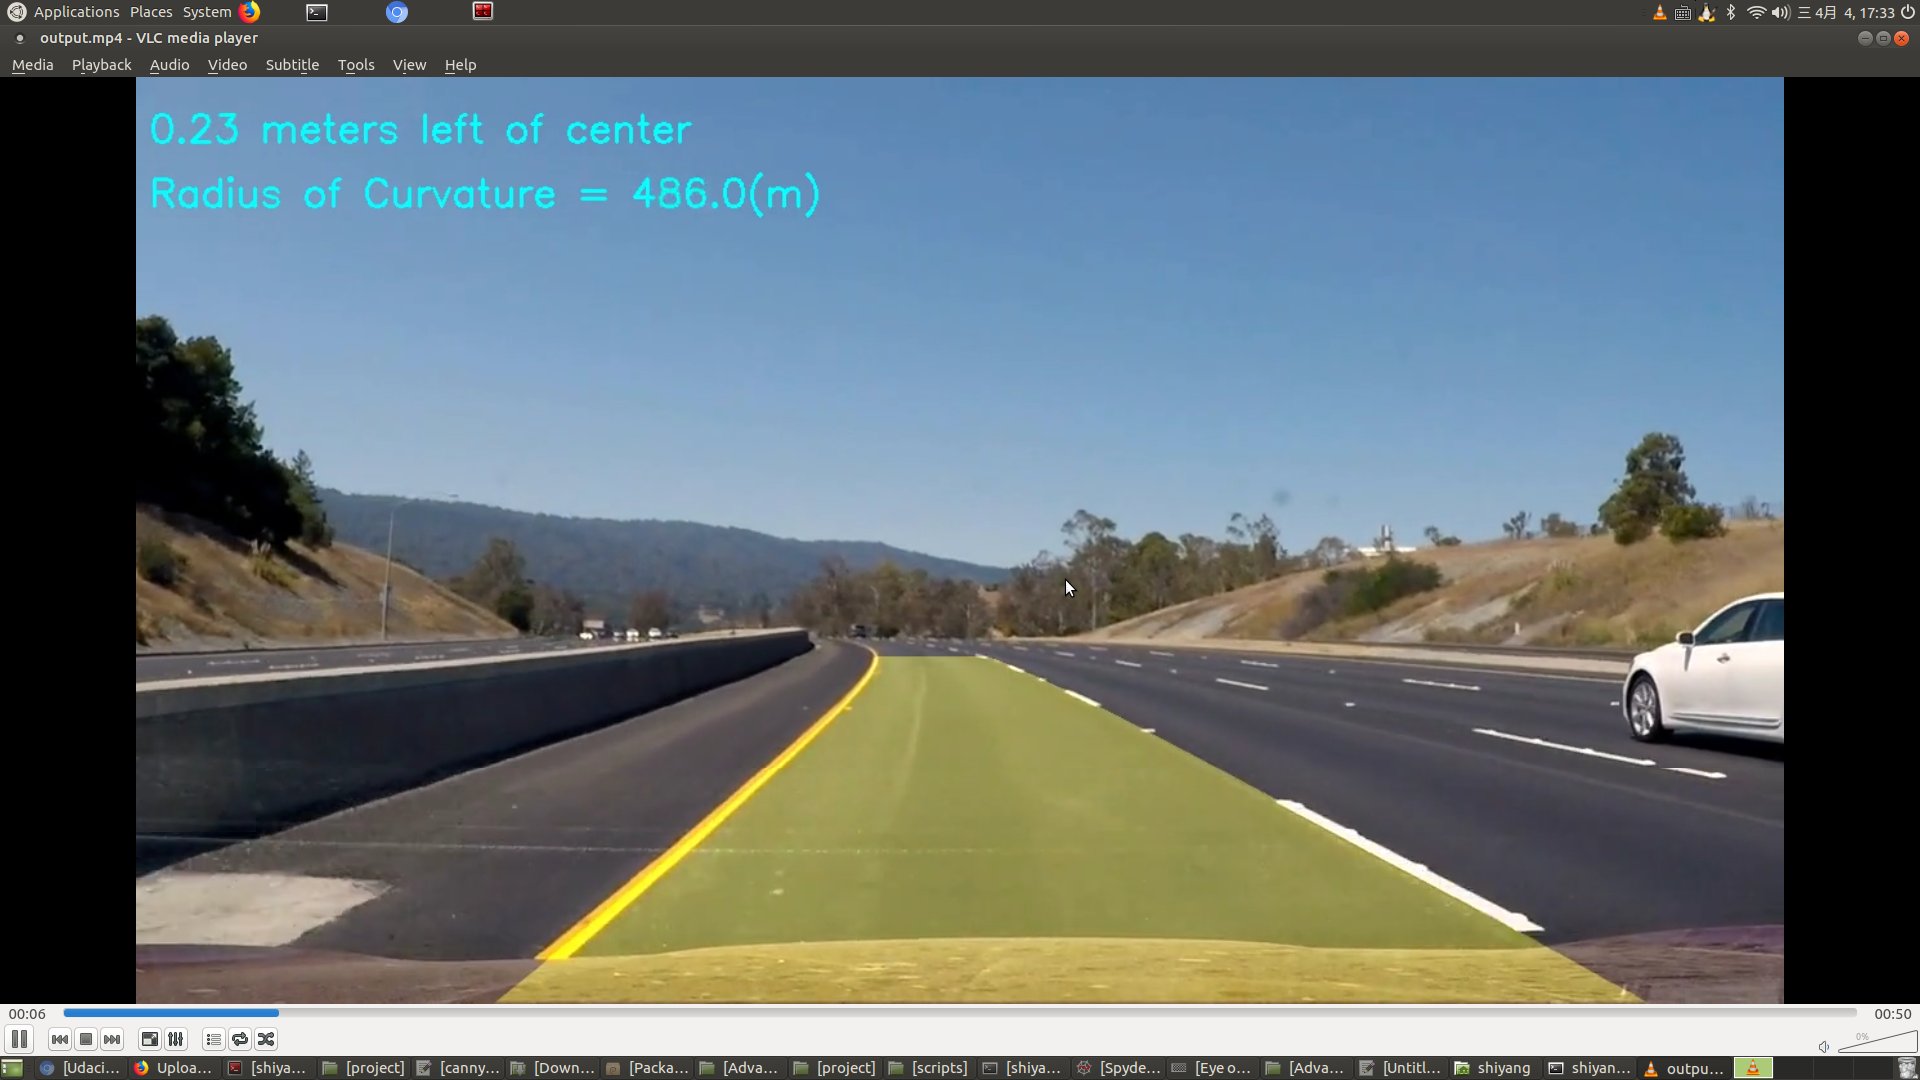 Applications Places System 三 4月 4, 17:33
output.mp4 - VLC media player
Media Playback Audio Video Subtitle Tools View Help
0.23 meters left of center
Radius of Curvature = 486.0(m)
00:06 00:50
0%
[Udaci... Uploa... [shiya... [project] [canny... [Down... [Packa... [Adva... [project] [scripts] [shiya... [Spyde... [Eye o... [Adva... [Untitl... shiyang shiyan... outpu...